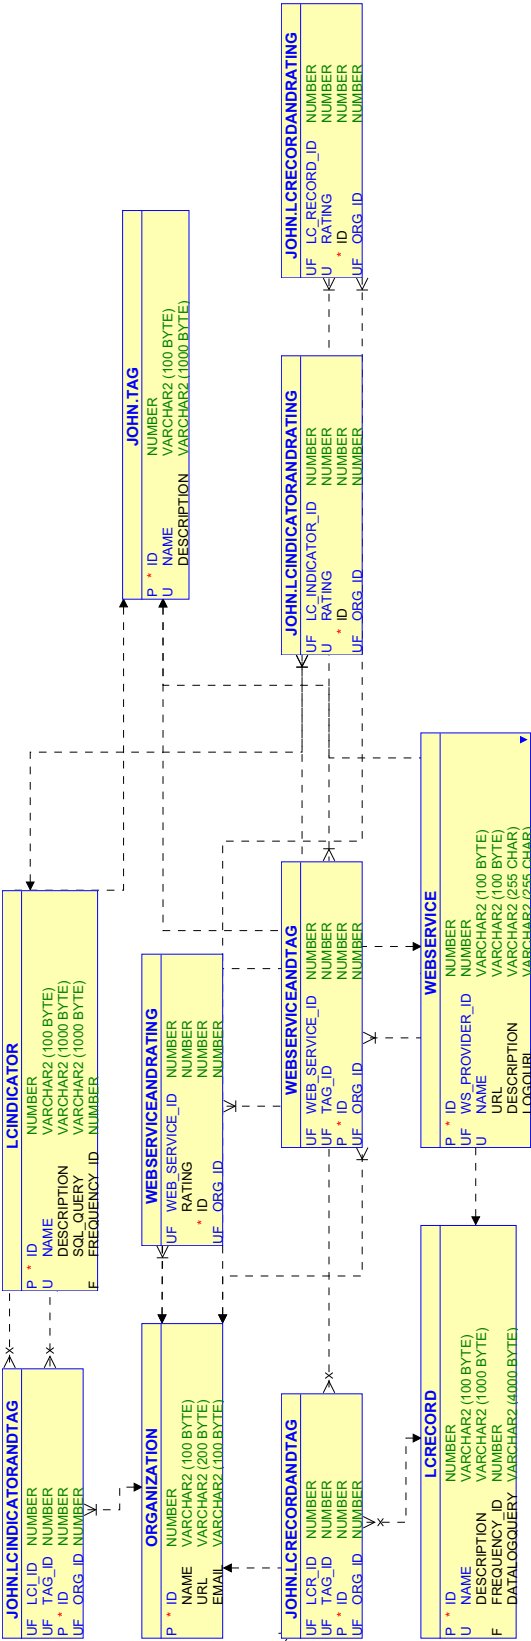 JOHN.LCINDICATORANDTAG
UF LCI_ID NUMBER
UF TAG_ID NUMBER
P * ID NUMBER
UF ORG_ID NUMBER
LCINDICATOR
P * ID NUMBER
U NAME VARCHAR2 (100 BYTE)
DESCRIPTION VARCHAR2 (1000 BYTE)
SQL_QUERY VARCHAR2 (1000 BYTE)
F FREQUENCY_ID NUMBER
JOHN.TAG
P * ID NUMBER
U NAME VARCHAR2 (100 BYTE)
DESCRIPTION VARCHAR2 (1000 BYTE)
ORGANIZATION
P * ID NUMBER
NAME VARCHAR2 (100 BYTE)
URL VARCHAR2 (200 BYTE)
EMAIL VARCHAR2 (100 BYTE)
WEBSERVICEANDRATING
UF WEB_SERVICE_ID NUMBER
RATING NUMBER
* ID NUMBER
UF ORG_ID NUMBER
JOHN.LCRECORDANDTAG
UF LCR_ID NUMBER
UF TAG_ID NUMBER
P * ID NUMBER
UF ORG_ID NUMBER
WEBSERVICEANDTAG
UF WEB_SERVICE_ID NUMBER
UF TAG_ID NUMBER
P * ID NUMBER
UF ORG_ID NUMBER
JOHN.LCINDICATORANDRATING
UF LC_INDICATOR_ID NUMBER
U RATING NUMBER
* ID NUMBER
UF ORG_ID NUMBER
JOHN.LCRECORDANDRATING
UF LC_RECORD_ID NUMBER
U RATING NUMBER
* ID NUMBER
UF ORG_ID NUMBER
LCRECORD
P * ID NUMBER
U NAME VARCHAR2 (100 BYTE)
DESCRIPTION VARCHAR2 (1000 BYTE)
F FREQUENCY_ID NUMBER
DATALOGQUERY VARCHAR2 (4000 BYTE)
WEBSERVICE
P * ID NUMBER
UF WS_PROVIDER_ID NUMBER
U NAME VARCHAR2 (100 BYTE)
URL VARCHAR2 (100 BYTE)
DESCRIPTION VARCHAR2 (255 CHAR)
LOGOURL VARCHAR2 (255 CHAR)